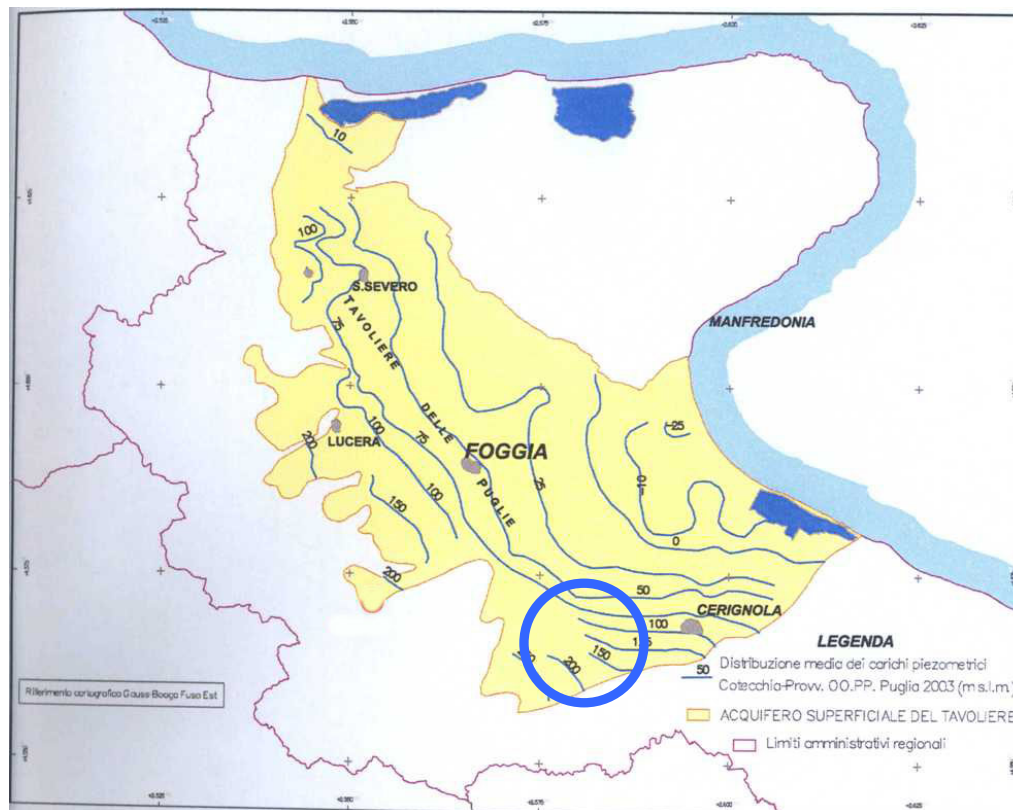 10
100
S.SEVERO
TAVOLIERE
75
MANFREDONIA
DELLE
200
LUCERA
100
75
FOGGIA
-25
-10
25
PUGLIE
150
100
0
200
50
CERIGNOLA
100
150
200
LEGENDA
50
Distribuzione media dei carichi piezometrici
Cotecchia-Provv. OO.PP. Puglia 2003 (m s.l.m.)
Riferimento cartografico Gauss-Boaga Fuso Est
ACQUIFERO SUPERFICIALE DEL TAVOLIERE
Limiti amministrativi regionali